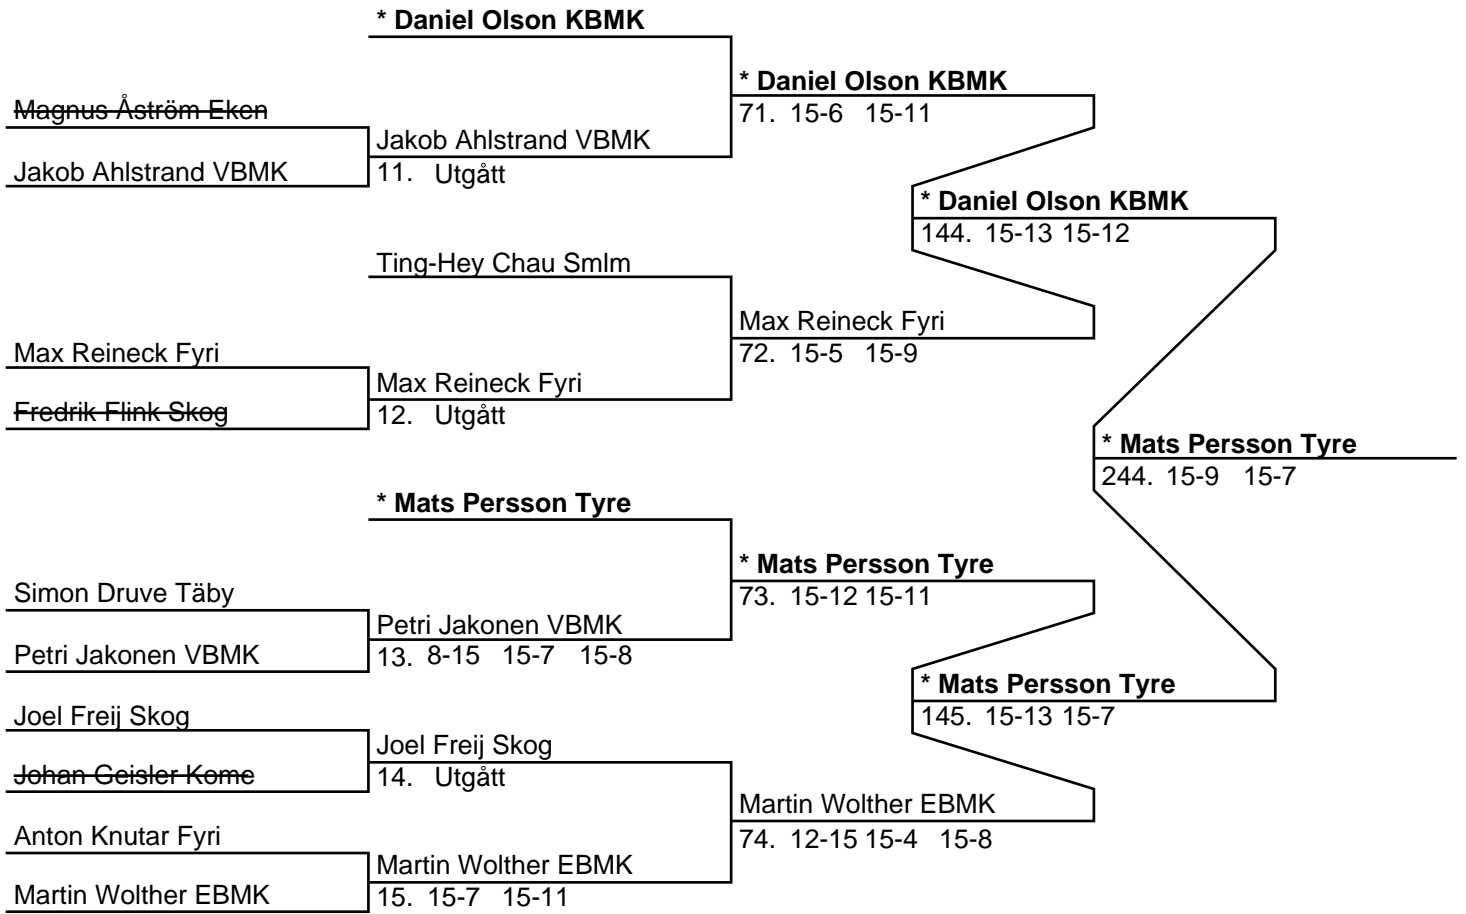 * Daniel Olson KBMK
* Daniel Olson KBMK
Magnus Åström Eken
71. 15-6 15-11
Jakob Ahlstrand VBMK
Jakob Ahlstrand VBMK
11. Utgått
* Daniel Olson KBMK
144. 15-13 15-12
Ting-Hey Chau Smlm
Max Reineck Fyri
Max Reineck Fyri
72. 15-5 15-9
Max Reineck Fyri
Fredrik Flink Skog
12. Utgått
* Mats Persson Tyre
244. 15-9 15-7
* Mats Persson Tyre
* Mats Persson Tyre
Simon Druve Täby
73. 15-12 15-11
Petri Jakonen VBMK
Petri Jakonen VBMK
13. 8-15 15-7 15-8
* Mats Persson Tyre
Joel Freij Skog
145. 15-13 15-7
Joel Freij Skog
Johan Geisler Kome
14. Utgått
Martin Wolther EBMK
Anton Knutar Fyri
74. 12-15 15-4 15-8
Martin Wolther EBMK
Martin Wolther EBMK
15. 15-7 15-11